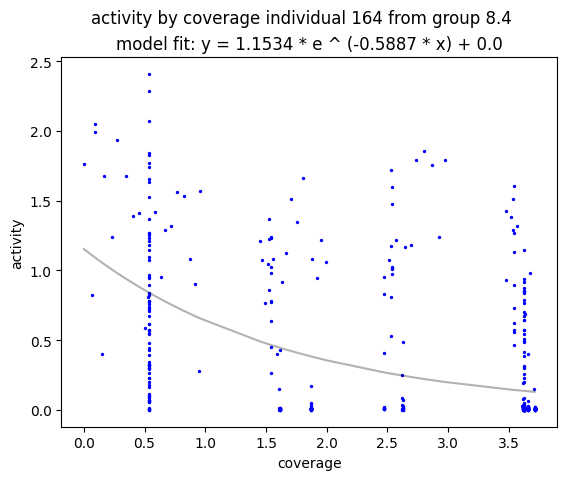 activity by coverage individual 164 from group 8.4
model fit: y = 1.1534 * e ^ (-0.5887 * x) + 0.0
2.5
2.0
1.5
1.0
0.5
0.0
activity
0.0 0.5 1.0 1.5 2.0 2.5 3.0 3.5
coverage